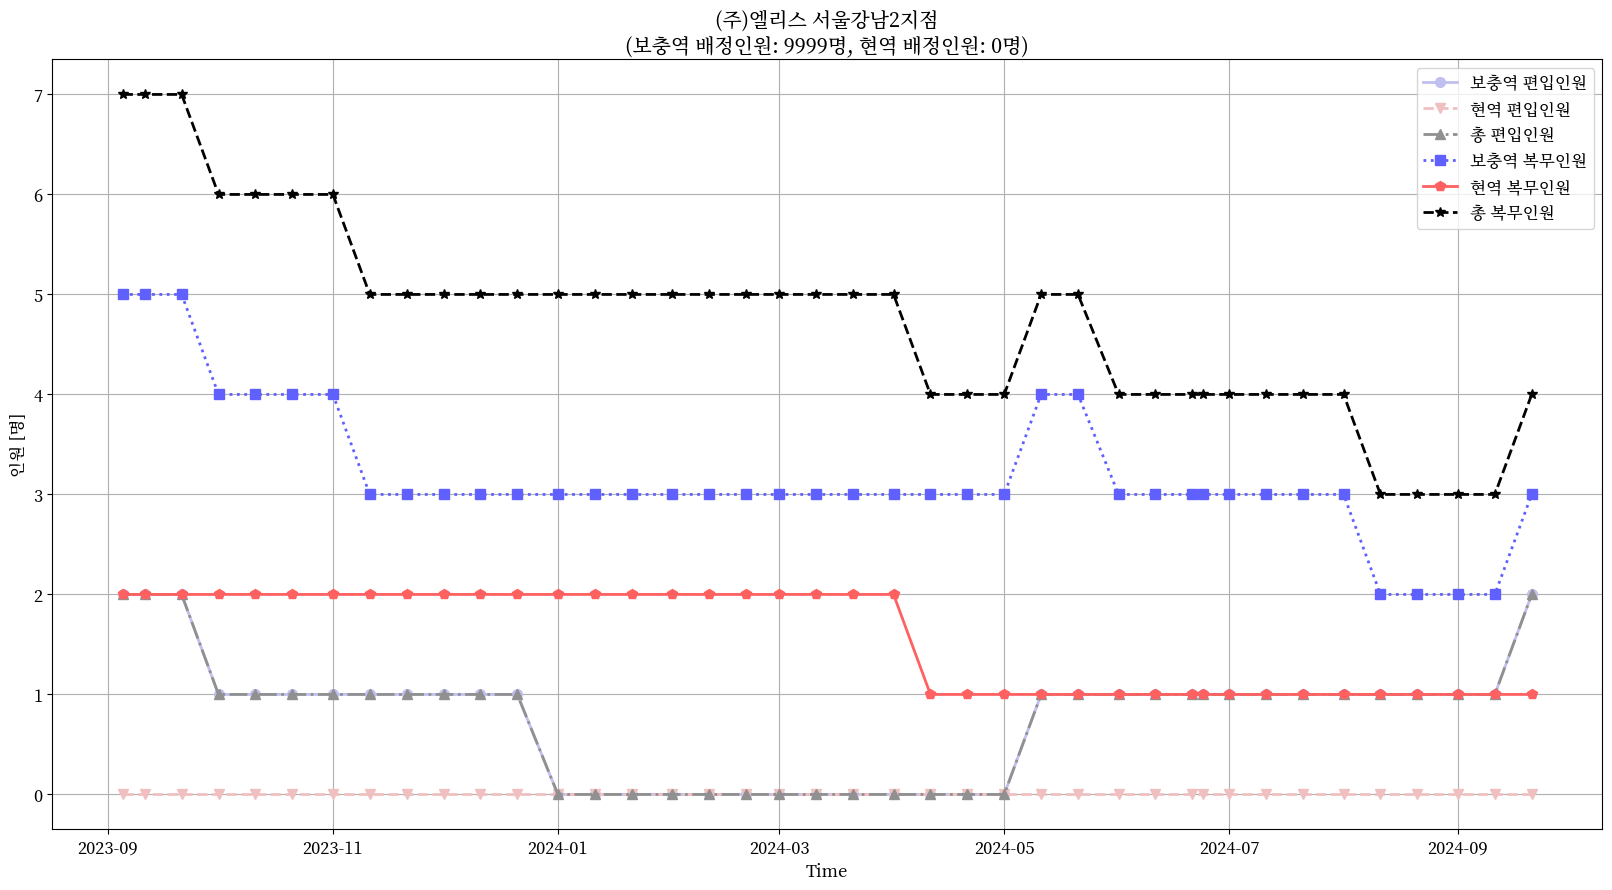 (주)엘리스 서울강남2지점
(보충역 배정인원: 9999명, 현역 배정인원: 0명)
보충역 편입인원
현역 편입인원
총 편입인원
보충역 복무인원
현역 복무인원
총 복무인원
인원 [명]
7
6
5
4
3
2
1
0
2023-09
2023-11
2024-01
2024-03
2024-05
2024-07
2024-09
Time